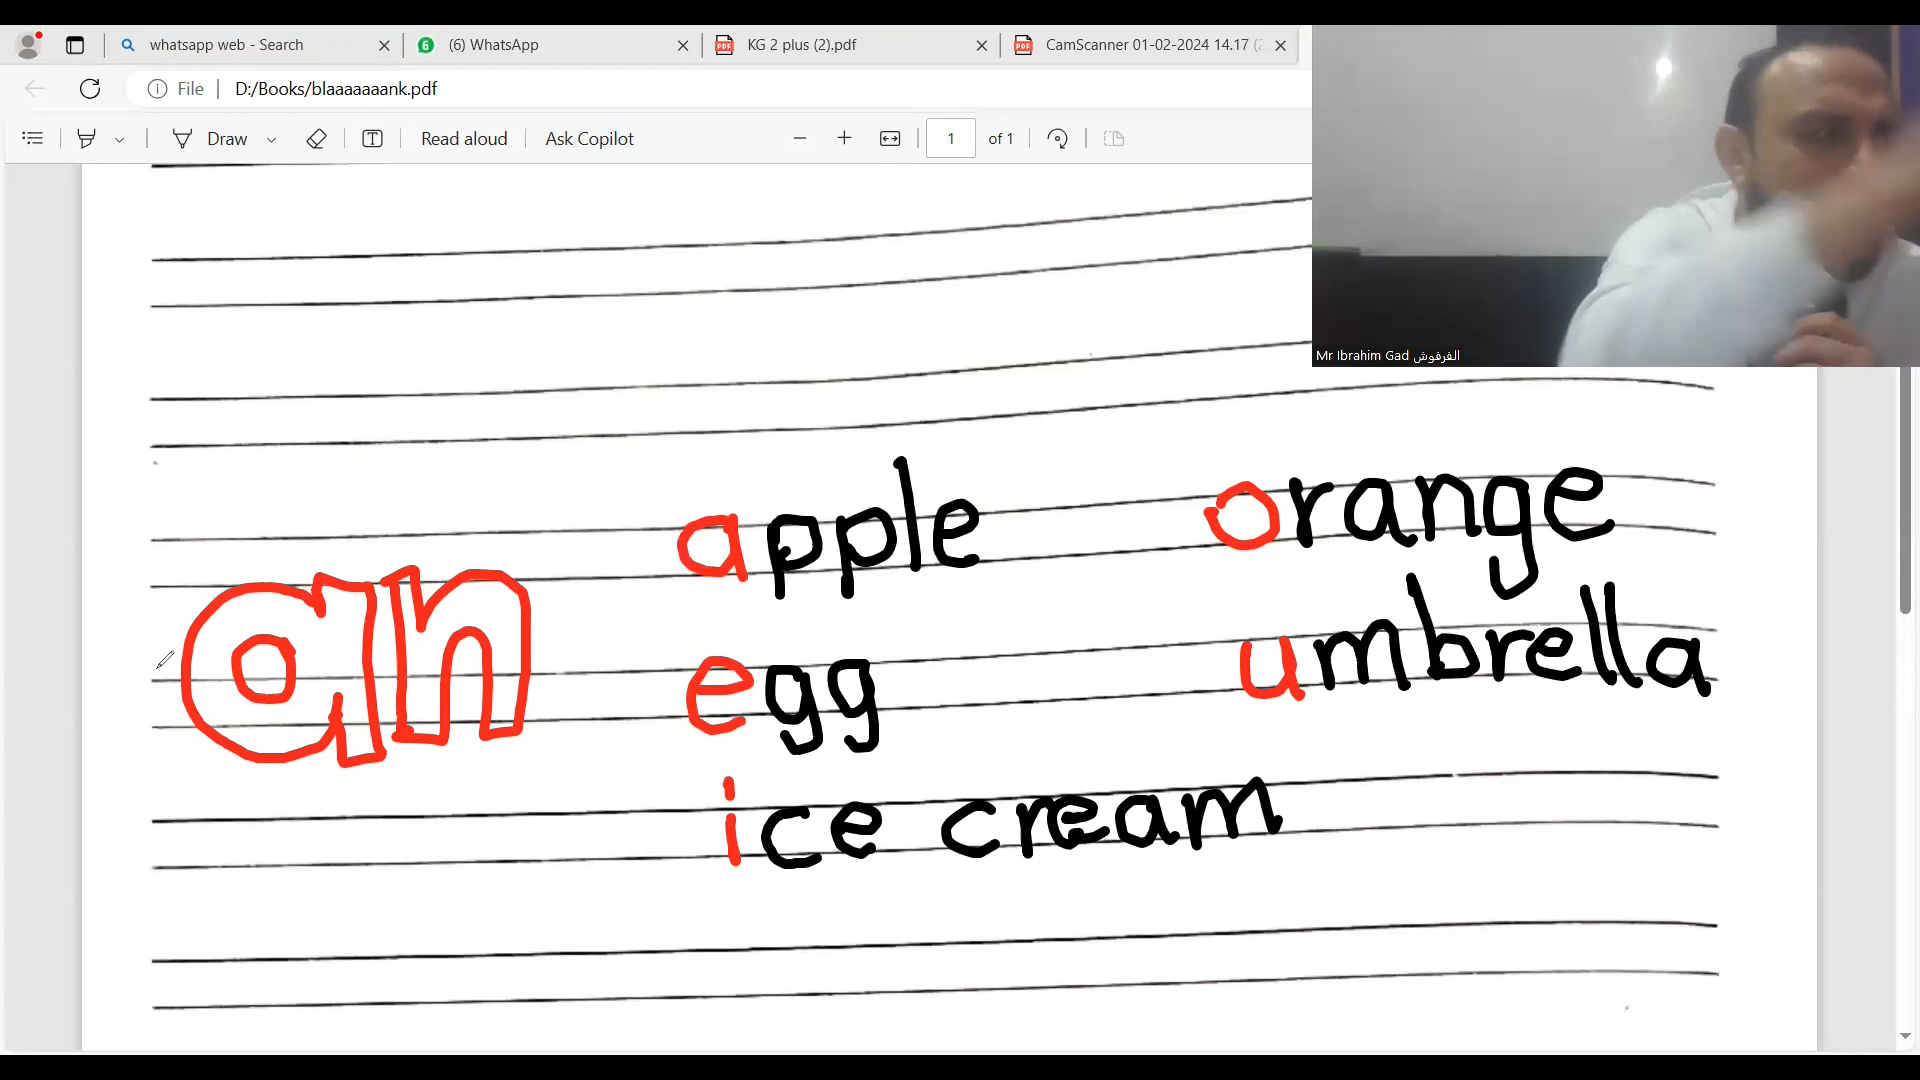 whatsapp web - Search
(6) WhatsApp
KG 2 plus (2).pdf
CamScanner 01-02-2024 14.17 (2
File
D:/Books/blaaaaaaank.pdf
Draw
Read aloud
Ask Copilot
1 of 1
Mr Ibrahim Gad الفرفوش
an
apple
orange
egg
umbrella
ice cream